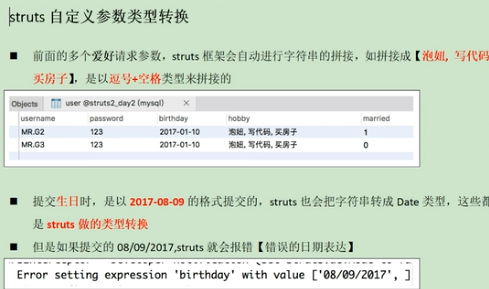 struts 自定义参数类型转换
前面的多个爱好请求参数，struts 框架会自动进行字符串的拼接，如拼接成【泡妞, 写代码
买房子】，是以逗号+空格类型来拼接的
Objects user @struts2_day2 (mysql)
username password birthday hobby married
MR.G2 123 2017-01-10 泡妞, 写代码, 买房子 1
MR.G3 123 2017-01-10 泡妞, 写代码, 买房子 0
提交生日时，是以 2017-08-09 的格式提交的，struts 也会把字符串转成 Date 类型，这些都
是 struts 做的类型转换
但是如果提交的 08/09/2017,struts 就会报错【错误的日期表达】
Error setting expression 'birthday' with value ['08/09/2017', ]